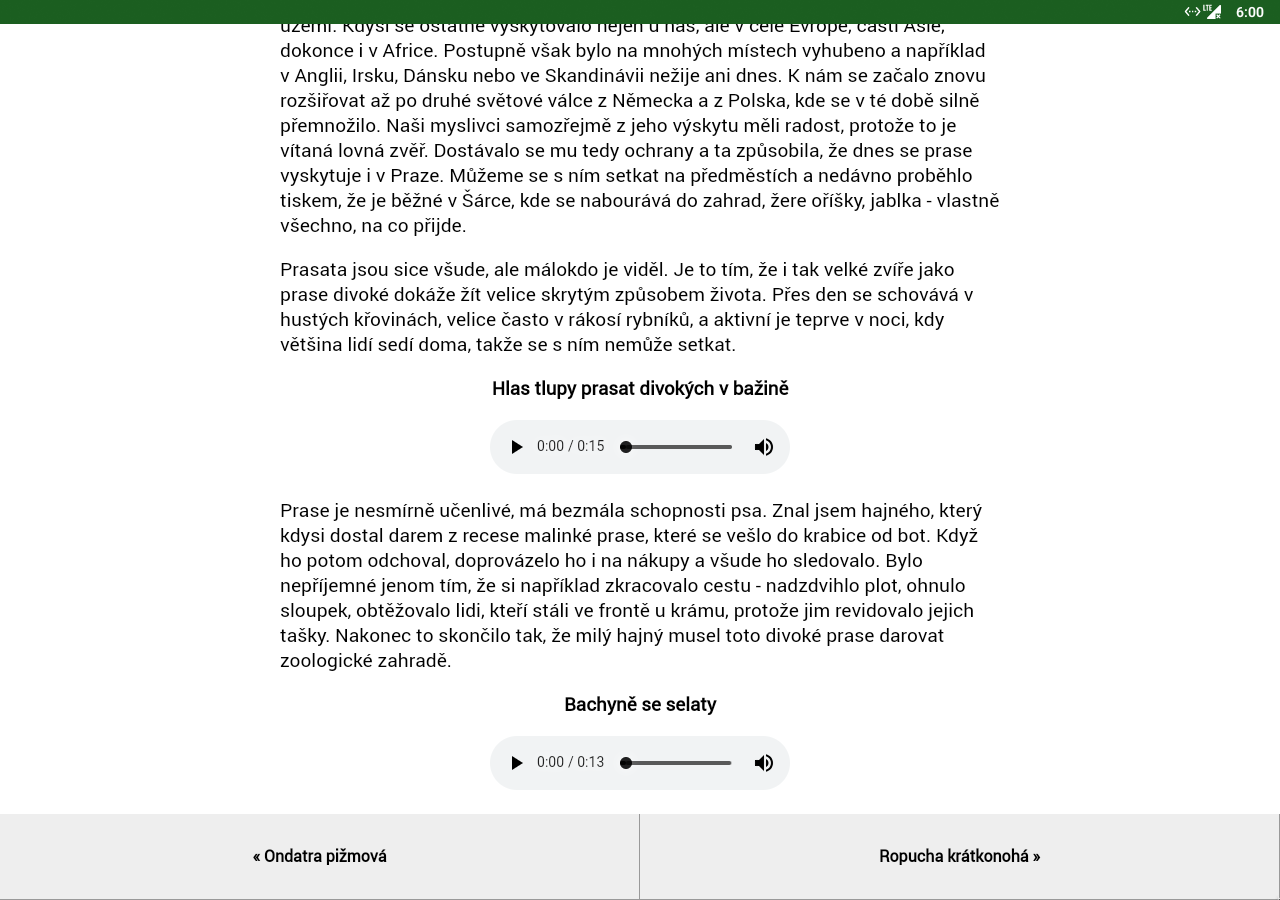 LTE 6:00
území. Kdysi se ostatně vyskytovalo nejen u nás, ale v celé Evropě, části Asie,
dokonce i v Africe. Postupně však bylo na mnohých místech vyhubeno a například
v Anglii, Irsku, Dánsku nebo ve Skandinávii nežije ani dnes. K nám se začalo znovu
rozšiřovat až po druhé světové válce z Německa a z Polska, kde se v té době silně
přemnožilo. Naši myslivci samozřejmě z jeho výskytu měli radost, protože to je
vítaná lovná zvěř. Dostávalo se mu tedy ochrany a ta způsobila, že dnes se prase
vyskytuje i v Praze. Můžeme se s ním setkat na předměstích a nedávno proběhlo
tiskem, že je běžné v Šárce, kde se nabourává do zahrad, žere oříšky, jablka - vlastně
všechno, na co přijde.
Prasata jsou sice všude, ale málokdo je viděl. Je to tím, že i tak velké zvíře jako
prase divoké dokáže žít velice skrytým způsobem života. Přes den se schovává v
hustých křovinách, velice často v rákosí rybníků, a aktivní je teprve v noci, kdy
většina lidí sedí doma, takže se s ním nemůže setkat.
Hlas tlupy prasat divokých v bažině
0:00 / 0:15
Prase je nesmírně učenlivé, má bezmála schopnosti psa. Znal jsem hajného, který
kdysi dostal darem z recese malinké prase, které se vešlo do krabice od bot. Když
ho potom odchoval, doprovázelo ho i na nákupy a všude ho sledovalo. Bylo
nepříjemné jenom tím, že si například zkracovalo cestu - nadzdvihlo plot, ohnulo
sloupek, obtěžovalo lidi, kteří stáli ve frontě u krámu, protože jim revidovalo jejich
tašky. Nakonec to skončilo tak, že milý hajný musel toto divoké prase darovat
zoologické zahradě.
Bachyně se selaty
0:00 / 0:13
« Ondatra pižmová
Ropucha krátkonohá »